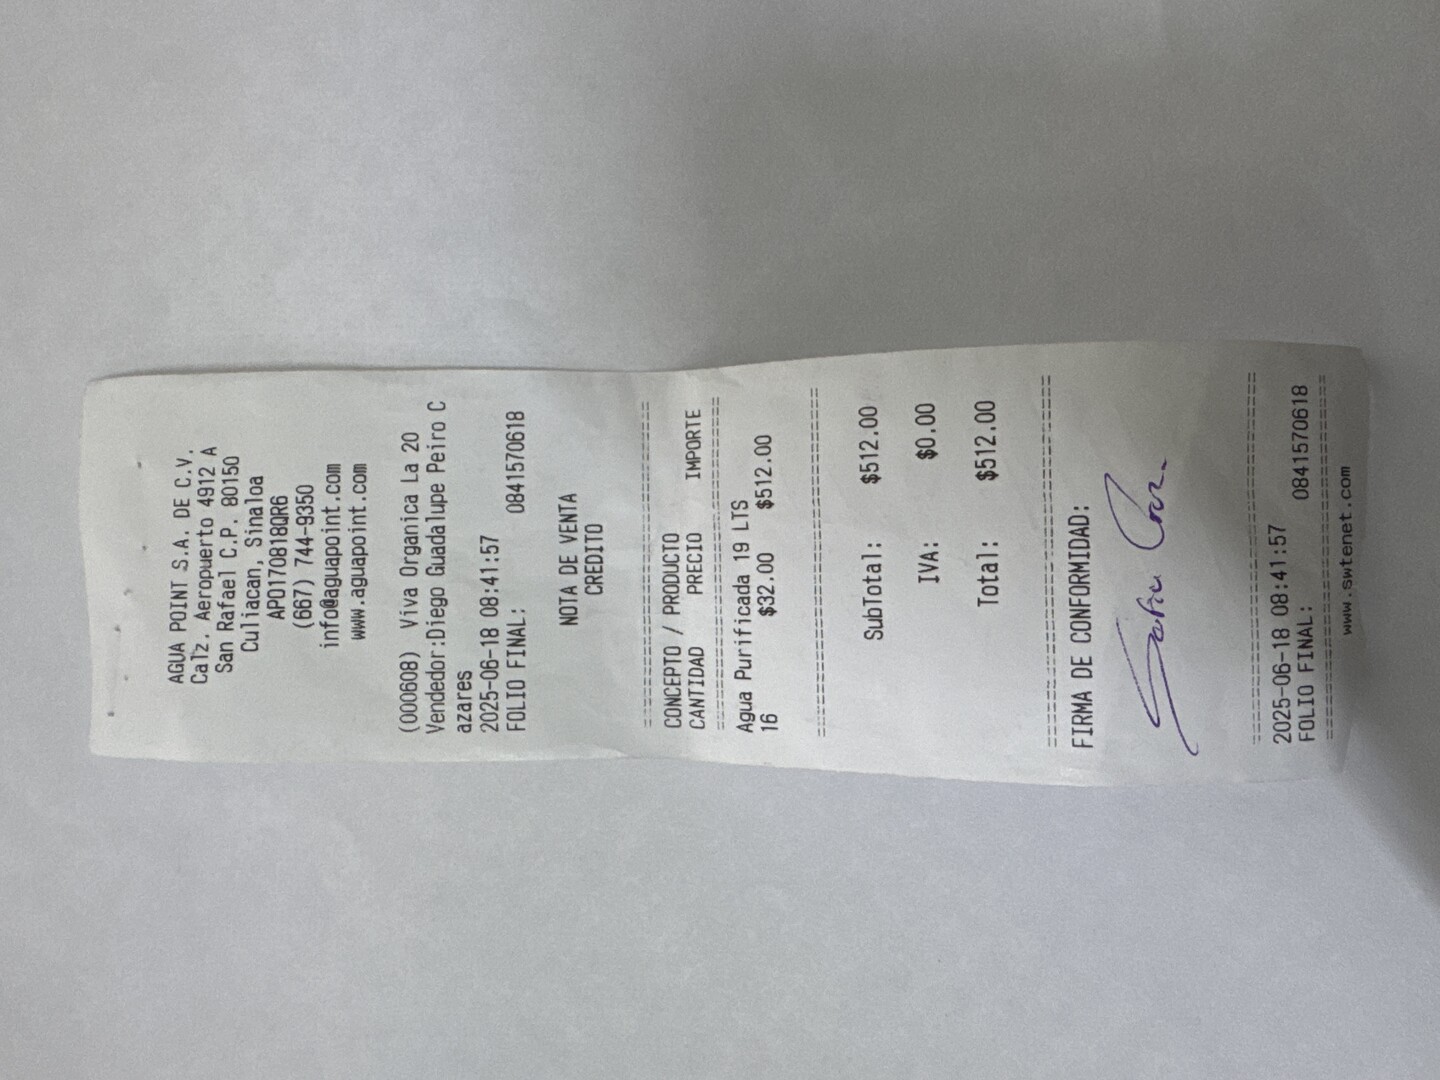 AGUA POINT S.A. DE C.V.
Calz. Aeropuerto 4912 A
San Rafael C.P. 80150
Culiacan, Sinaloa
APO170818QR6
(667) 744-9350
info@aguapoint.com
www.aguapoint.com
(000608) Viva Organica La 20
Vendedor:Diego Guadalupe Peiro C
azares
2025-06-18 08:41:57
FOLIO FINAL: 0841570618
NOTA DE VENTA
CREDITO
CONCEPTO / PRODUCTO
CANTIDAD PRECIO IMPORTE
Agua Purificada 19 LTS
16 $32.00 $512.00
SubTotal: $512.00
IVA: $0.00
Total: $512.00
FIRMA DE CONFORMIDAD:
2025-06-18 08:41:57
FOLIO FINAL: 0841570618
www.swtenet.com